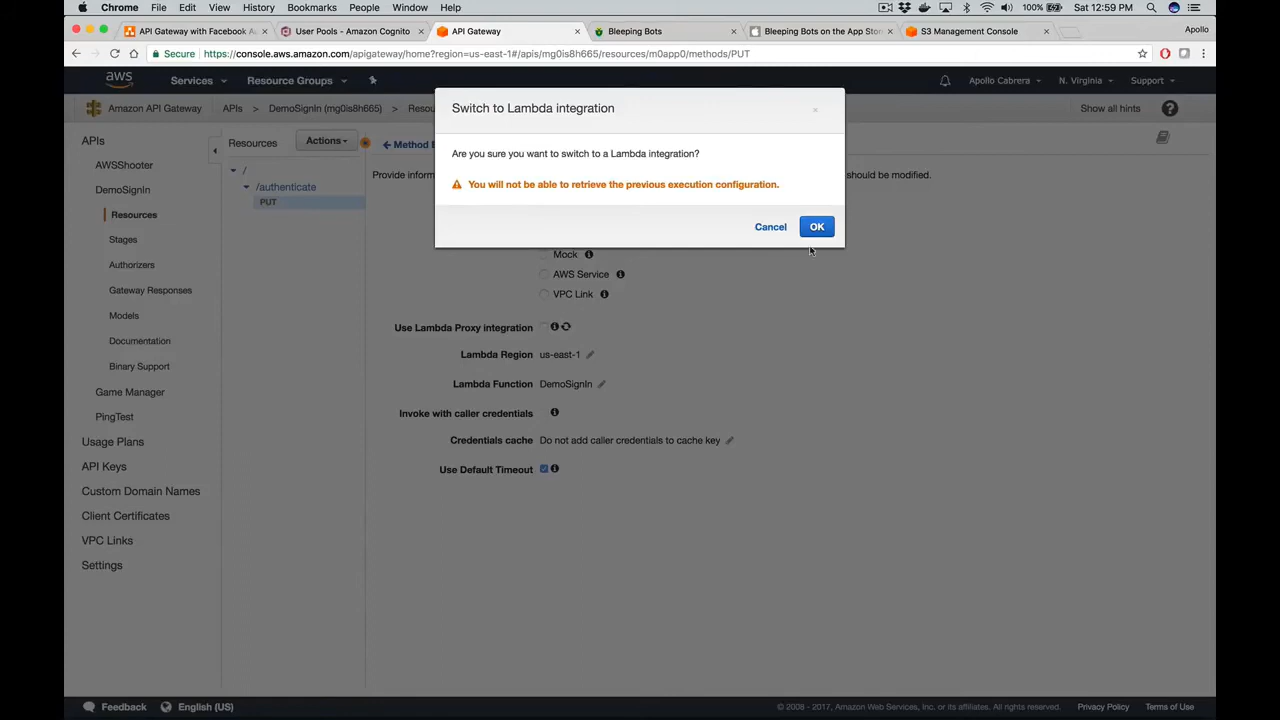 Chrome File Edit View History Bookmarks People Window Help 100% Sat 12:59 PM
API Gateway with Facebook A User Pools - Amazon Cognito API Gateway Bleeping Bots Bleeping Bots on the App Stor S3 Management Console Apollo
Secure https://console.aws.amazon.com/apigateway/home?region=us-east-1#/apis/mg0is8h665/resources/m0app0/methods/PUT
aws Services Resource Groups Apollo Cabrera N. Virginia Support
Amazon API Gateway APIs > DemoSignIn (mg0is8h665) > Resou Show all hints ?
Switch to Lambda integration ×
Are you sure you want to switch to a Lambda integration?
You will not be able to retrieve the previous execution configuration.
Cancel OK
APIs
AWSShooter
DemoSignIn
Resources
Stages
Authorizers
Gateway Responses
Models
Documentation
Binary Support
Game Manager
PingTest
Usage Plans
API Keys
Custom Domain Names
Client Certificates
VPC Links
Settings
Resources Actions
/
/authenticate
PUT
Method E
Provide inform should be modified.
Mock
AWS Service
VPC Link
Use Lambda Proxy integration
Lambda Region us-east-1
Lambda Function DemoSignIn
Invoke with caller credentials
Credentials cache Do not add caller credentials to cache key
Use Default Timeout
Feedback English (US) © 2008 - 2017, Amazon Web Services, Inc. or its affiliates. All rights reserved. Privacy Policy Terms of Use